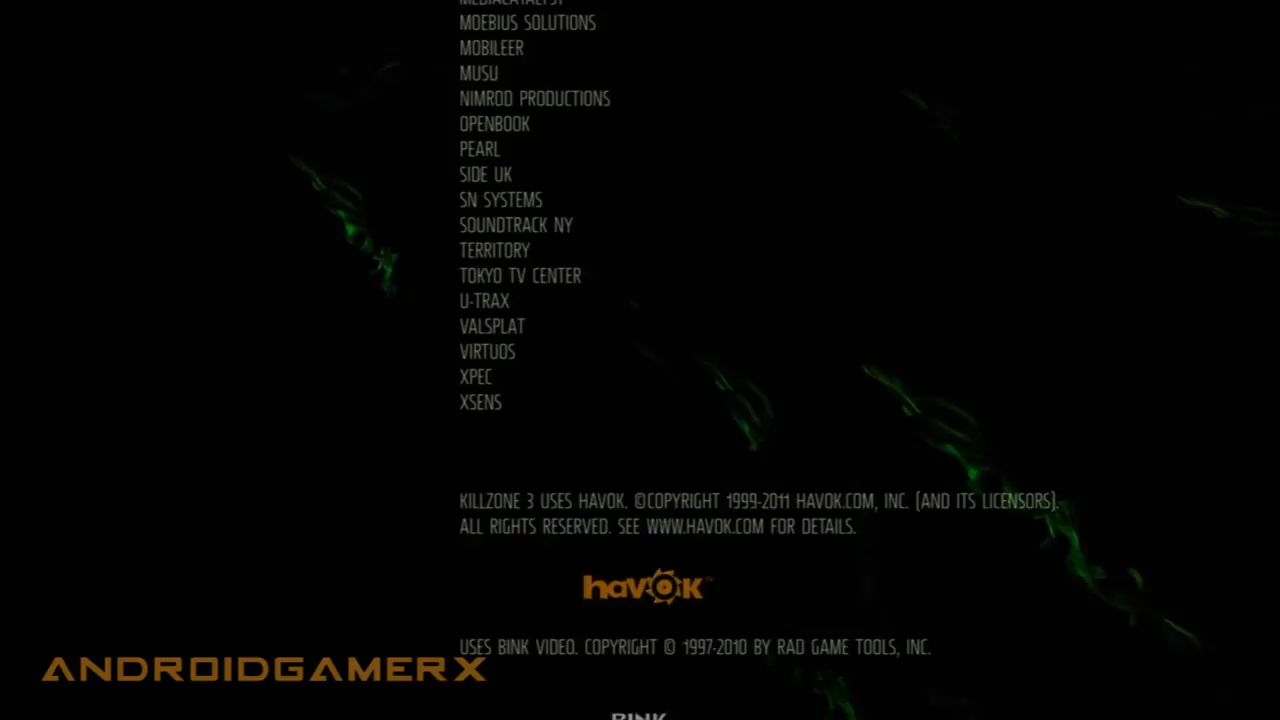 MEDIACATALYST
MOEBIUS SOLUTIONS
MOBILEER
MUSU
NIMROD PRODUCTIONS
OPENBOOK
PEARL
SIDE UK
SN SYSTEMS
SOUNDTRACK NY
TERRITORY
TOKYO TV CENTER
U-TRAX
VALSPLAT
VIRTUOS
XPEC
XSENS
KILLZONE 3 USES HAVOK. ©COPYRIGHT 1999-2011 HAVOK.COM, INC. (AND ITS LICENSORS).
ALL RIGHTS RESERVED. SEE WWW.HAVOK.COM FOR DETAILS.
havok™
USES BINK VIDEO. COPYRIGHT © 1997-2010 BY RAD GAME TOOLS, INC.
ANDROIDGAMERX
BINK